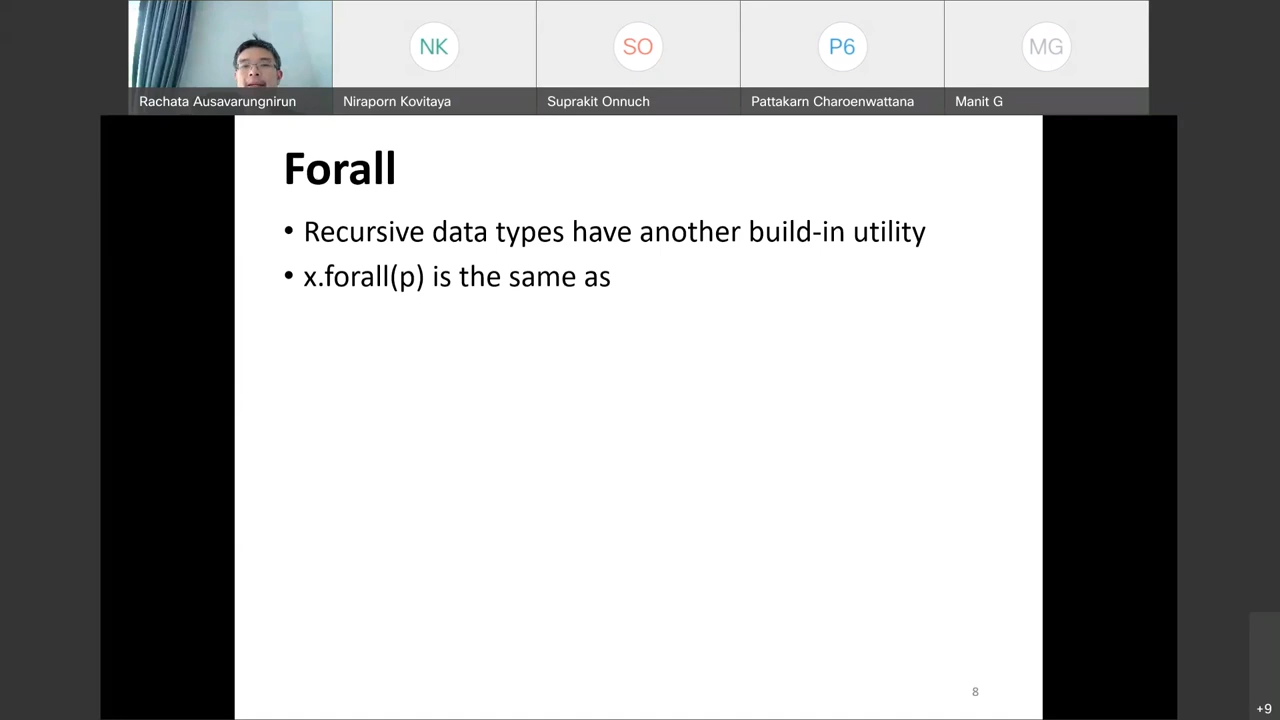 NK
SO
P6
MG
Rachata Ausavarungnirun
Niraporn Kovitaya
Suprakit Onnuch
Pattakarn Charoenwattana
Manit G
Forall
• Recursive data types have another build-in utility
• x.forall(p) is the same as
8
+9